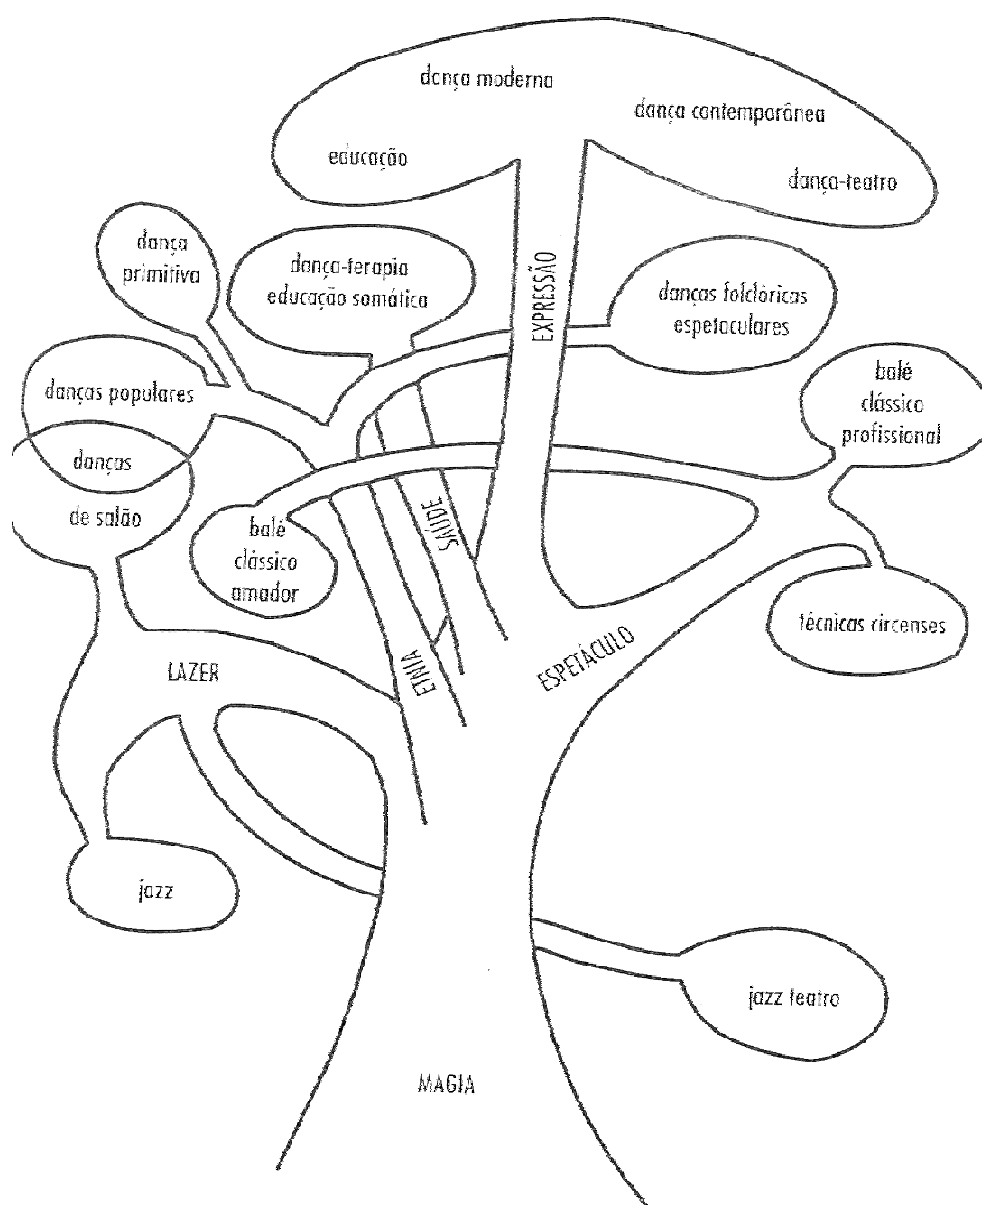 dança moderna
dança contemporânea
educação
dança-teatro
dança
primitiva
dança-terapia
educação somática
EXPRESSÃO
danças folclóricas
espetaculares
danças populares
balé
clássico
profissional
danças
de salão
balé
clássico
amador
SAÚDE
técnicas circenses
LAZER
ETNIA
ESPETÁCULO
jazz
jazz teatro
MAGIA